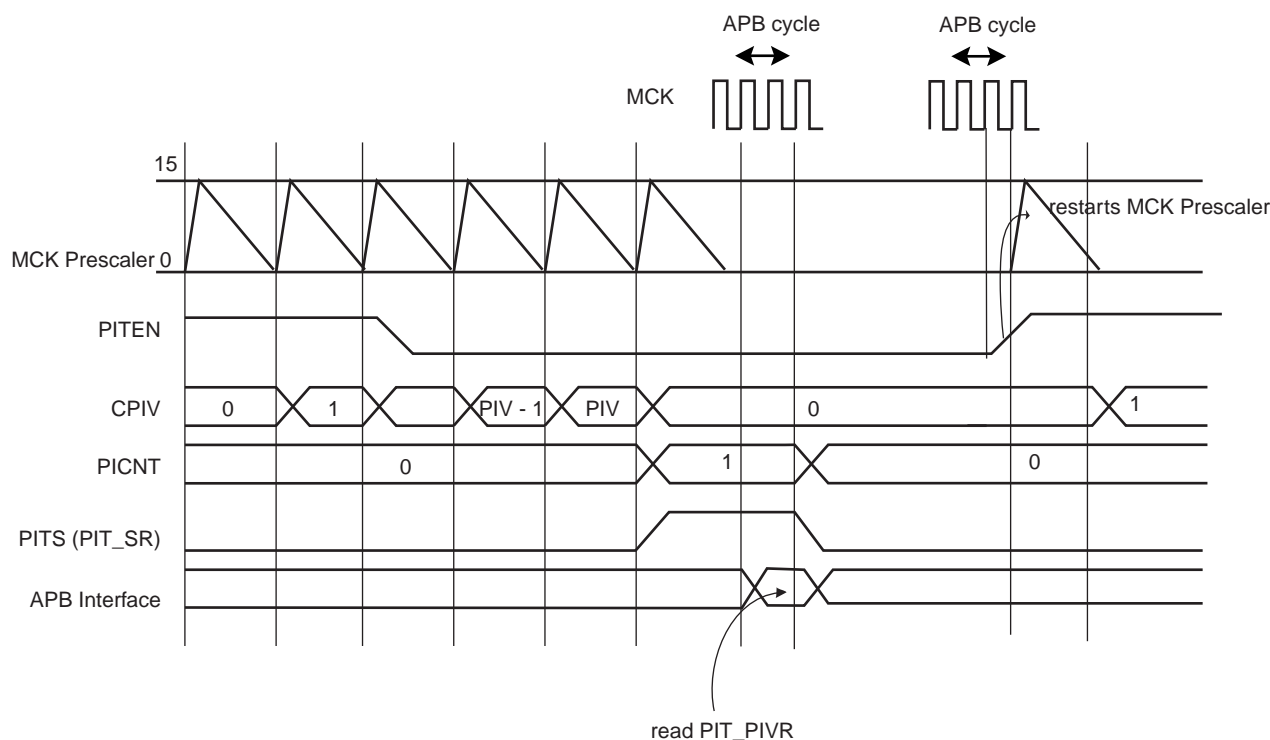 APB cycle
APB cycle
MCK
15
restarts MCK Prescaler
MCK Prescaler 0
PITEN
CPIV
0
1
PIV - 1
PIV
0
1
PICNT
0
1
0
PITS (PIT_SR)
APB Interface
read PIT_PIVR